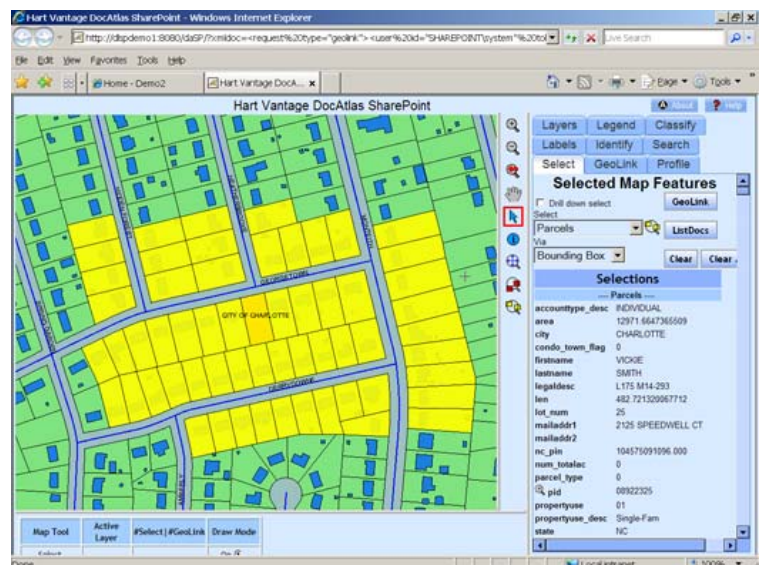 Hart Vantage DocAtlas SharePoint - Windows Internet Explorer
http://dtspdemo1:8080/daSP/?xmldoc=<request%20type="geolink"><user%20id="SHAREPOINT\system"%20tol
Live Search
File Edit View Favorites Tools Help
Home - Demo2
Hart Vantage DocA... x
Page
Tools
Hart Vantage DocAtlas SharePoint
About
Help
Layers Legend Classify
Labels Identify Search
Select GeoLink Profile
Selected Map Features
Drill down select
GeoLink
Select
Parcels
ListDocs
Via
Bounding Box
Clear Clear
Selections
--- Parcels ---
accounttype_desc INDIVIDUAL
area 12971.6647365509
city CHARLOTTE
condo_town_flag 0
firstname VICKIE
lastname SMITH
legaldesc L175 M14-293
len 482.721320067712
lot_num 25
mailaddr1 2125 SPEEDWELL CT
mailaddr2
nc_pin 104575091896.000
num_totalac 0
parcel_type 0
pid 08922325
propertyuse 01
propertyuse_desc Single-Fam
state NC
CITY OF CHARLOTTE
Map Tool
Active Layer
#Select | #GeoLink
Draw Mode
Select
On
Done
Local intranet
100%